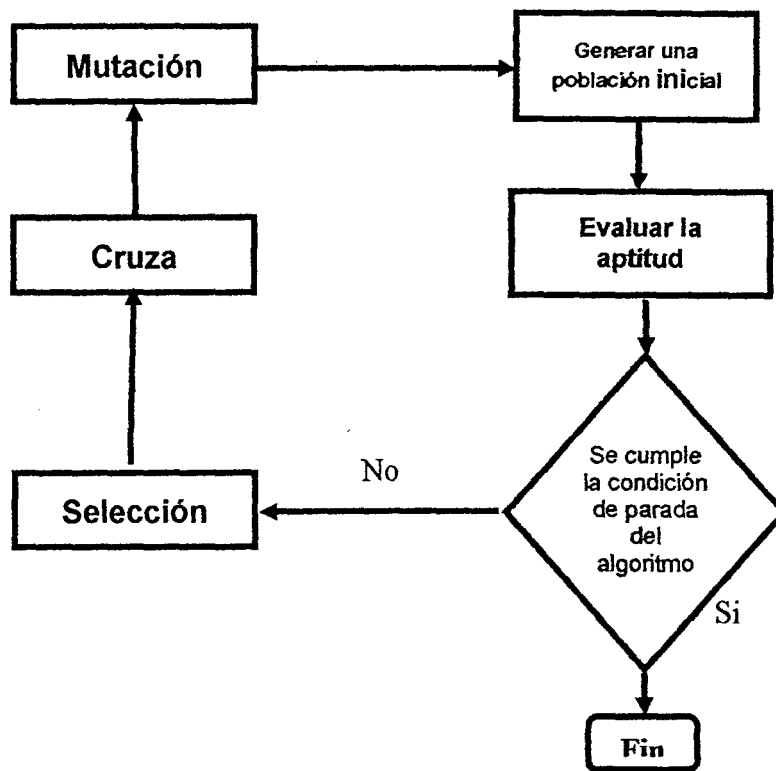 Mutación
Generar una
población inicial
Cruza
Evaluar la
aptitud
Selección
No
Se cumple
la condición
de parada
del
algoritmo
Si
Fin